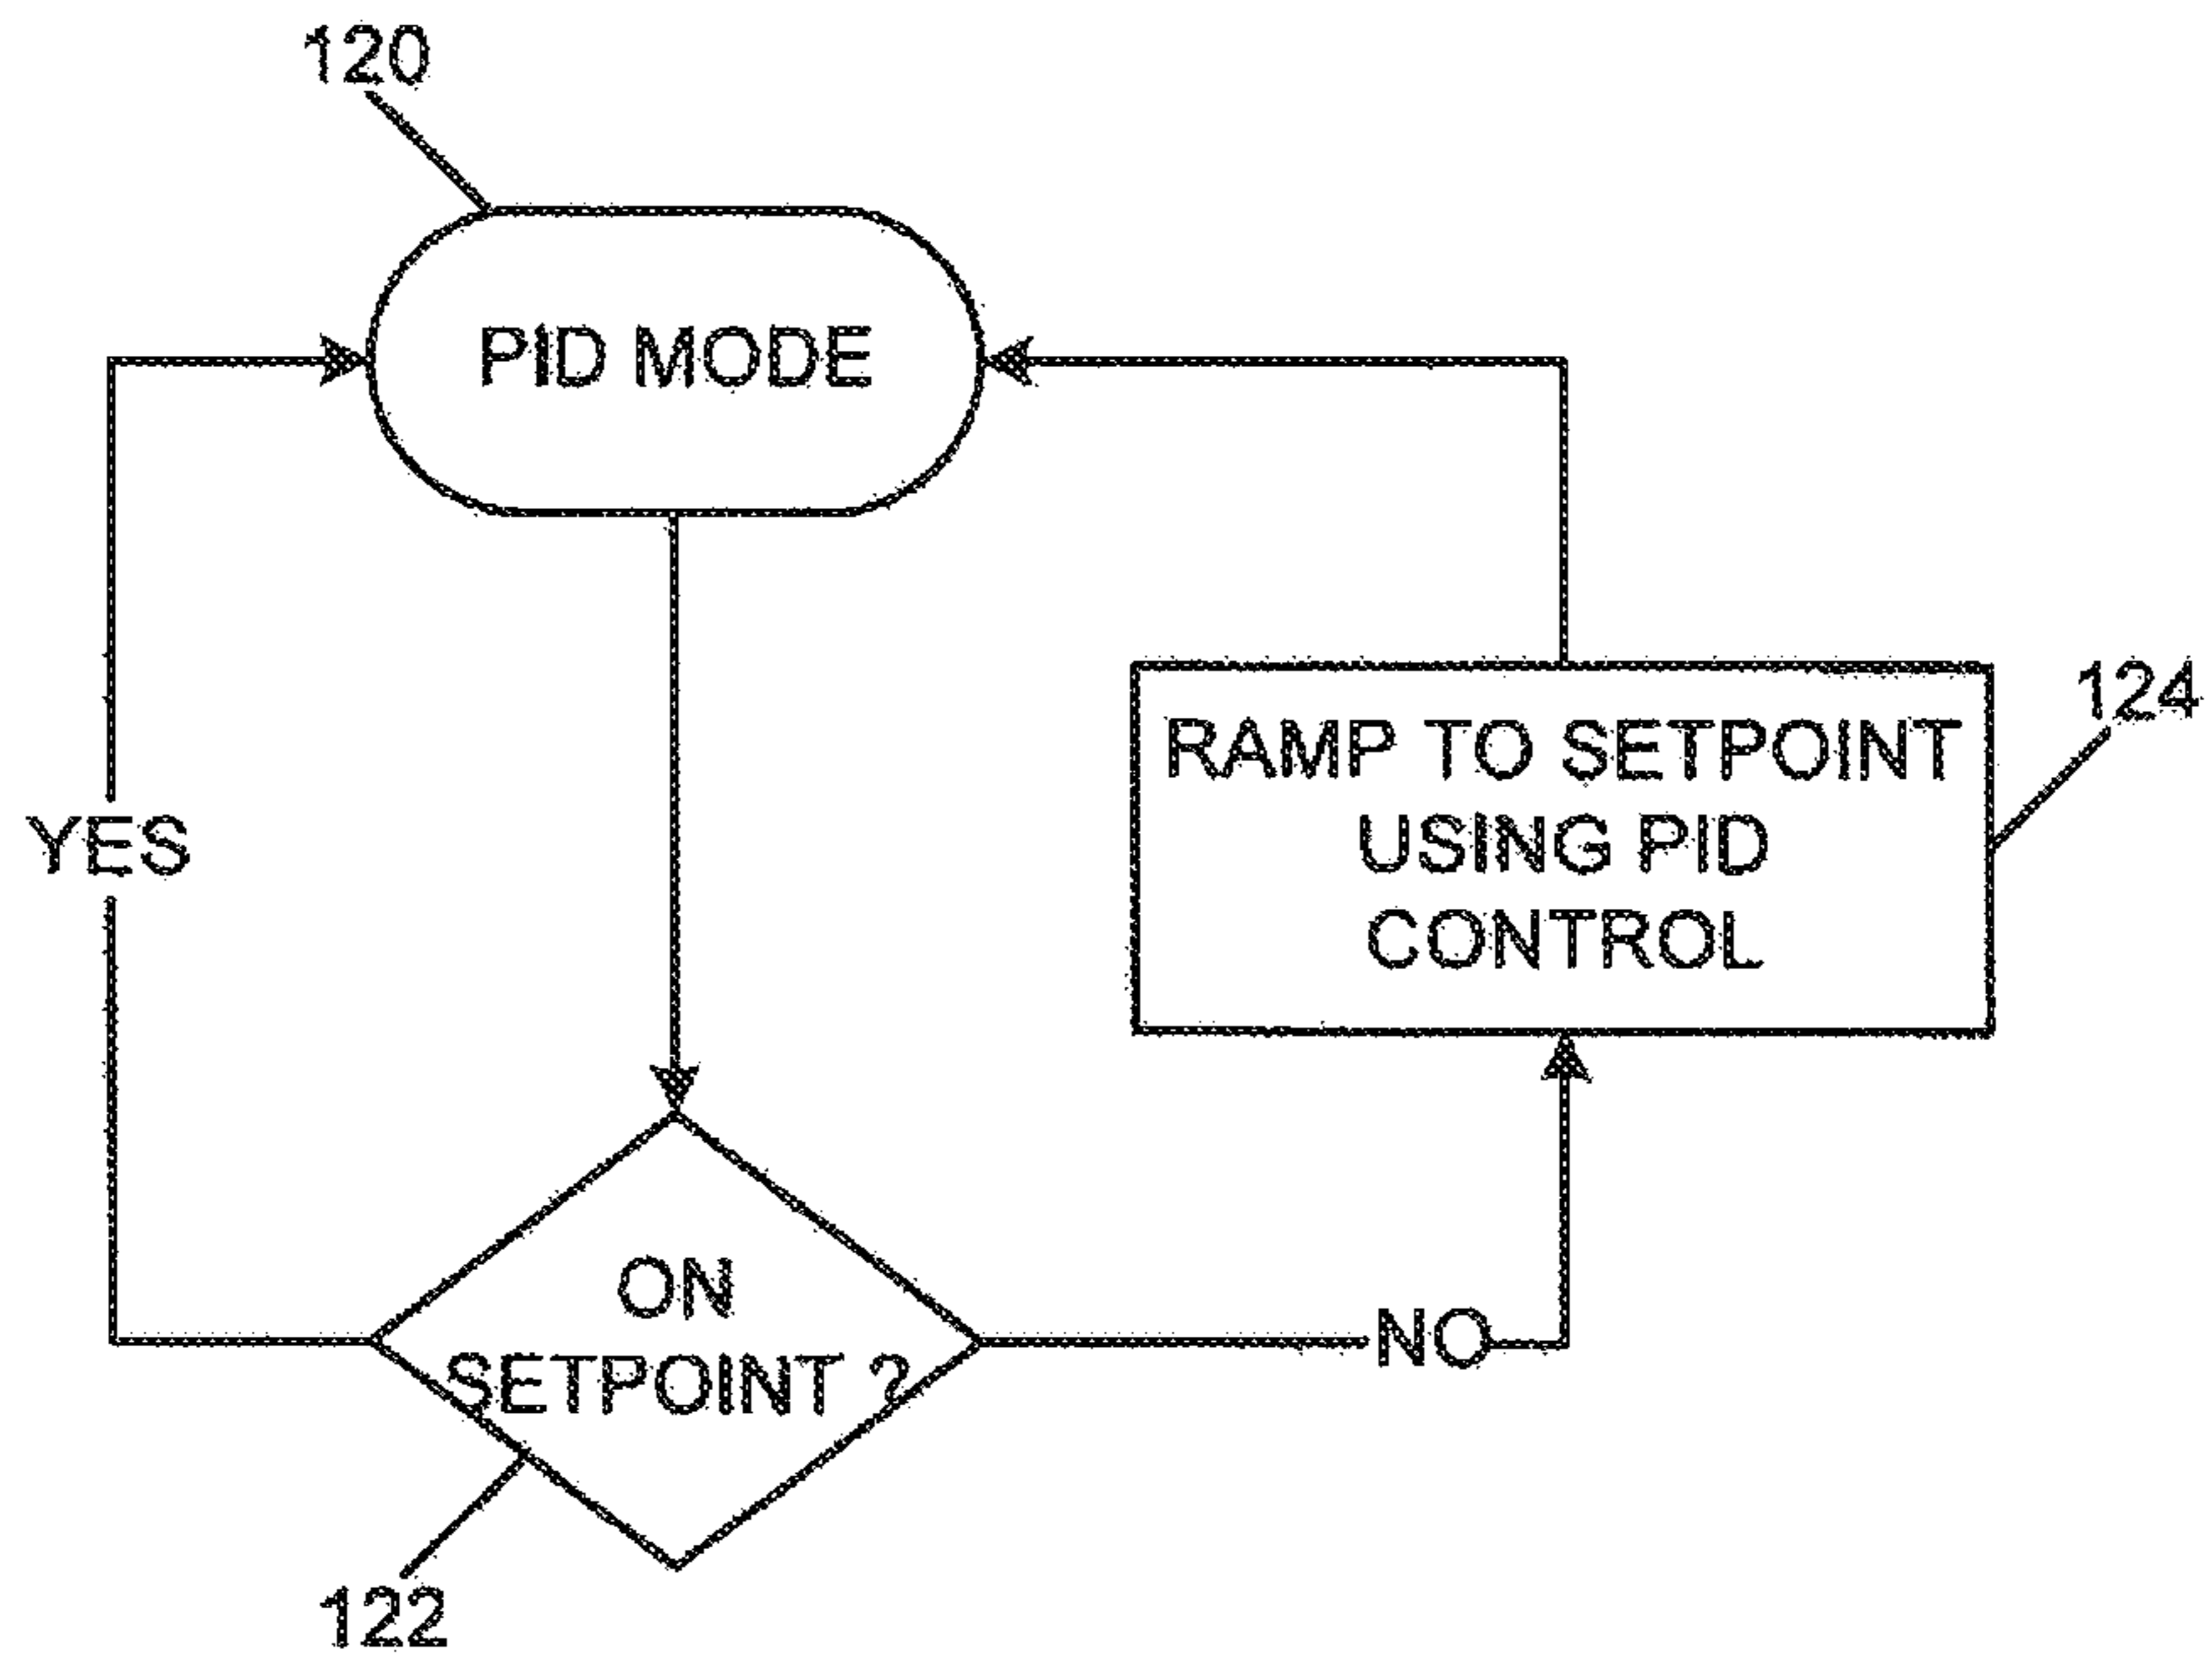 120
PID MODE
RAMP TO SETPOINT
USING PID
CONTROL
124
YES
ON
SETPOINT ?
NO
122